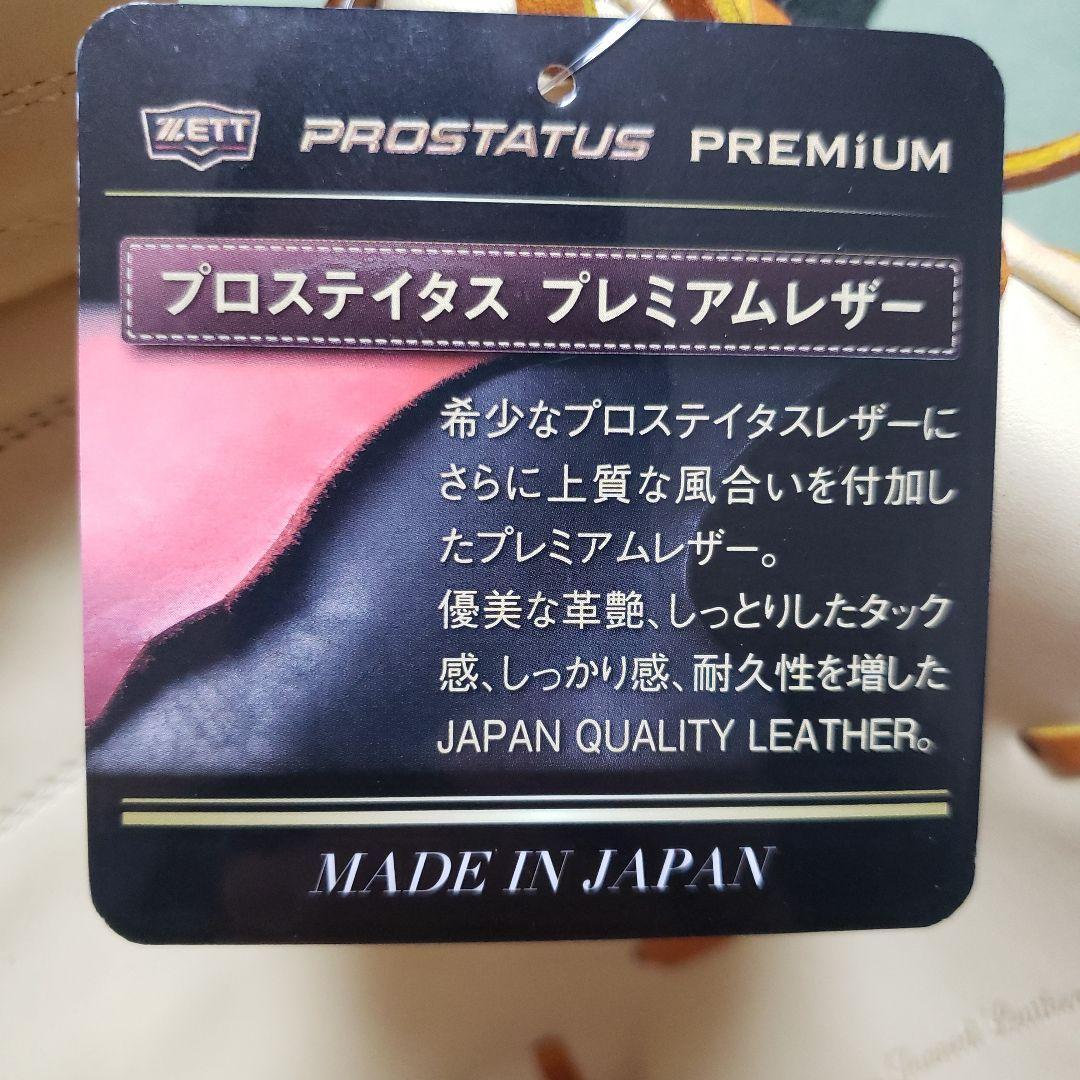 ZETT PROSTATUS PREMiUM
プロステイタス プレミアムレザー
希少なプロステイタスレザーに
さらに上質な風合いを付加し
たプレミアムレザー。
優美な革艶、しっとりしたタック
感、しっかり感、耐久性を増した
JAPAN QUALITY LEATHER。
MADE IN JAPAN